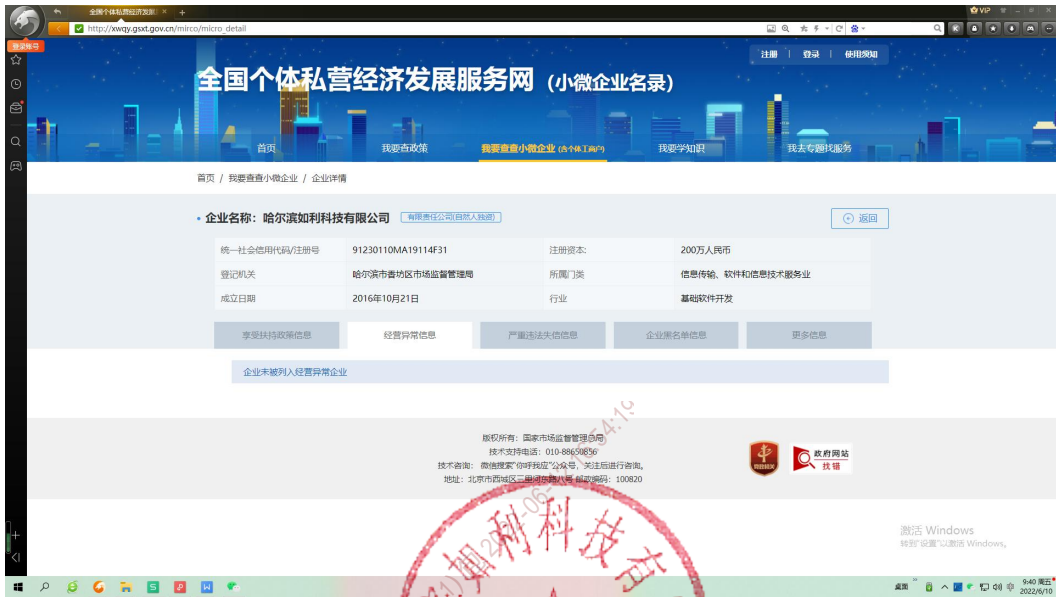 全国个体私营经济发展 × +
VIP
http://xwqy.gsxt.gov.cn/mirco/micro_detail
登录账号
注册 | 登录 | 使用须知
全国个体私营经济发展服务网 (小微企业名录)
首页 我要查政策 我要查查小微企业 (含个体工商户) 我要学知识 我去专题找服务
首页 / 我要查查小微企业 / 企业详情
企业名称：哈尔滨如利科技有限公司 有限责任公司(自然人独资) 返回
统一社会信用代码/注册号 91230110MA19114F31 注册资本: 200万人民币
登记机关 哈尔滨市香坊区市场监督管理局 所属门类 信息传输、软件和信息技术服务业
成立日期 2016年10月21日 行业 基础软件开发
享受扶持政策信息 经营异常信息 严重违法失信信息 企业黑名单信息 更多信息
企业未被列入经营异常企业
版权所有：国家市场监督管理总局
技术支持电话：010-88650856
技术咨询： 微信搜索"你呼我应"公众号，关注后进行咨询。
地址：北京市西城区三里河东路八号 邮政编码：100820
党政机关
政府网站
找错
如利科技有
激活 Windows
转到"设置"以激活 Windows。
桌面
9:40 周五
2022/6/10